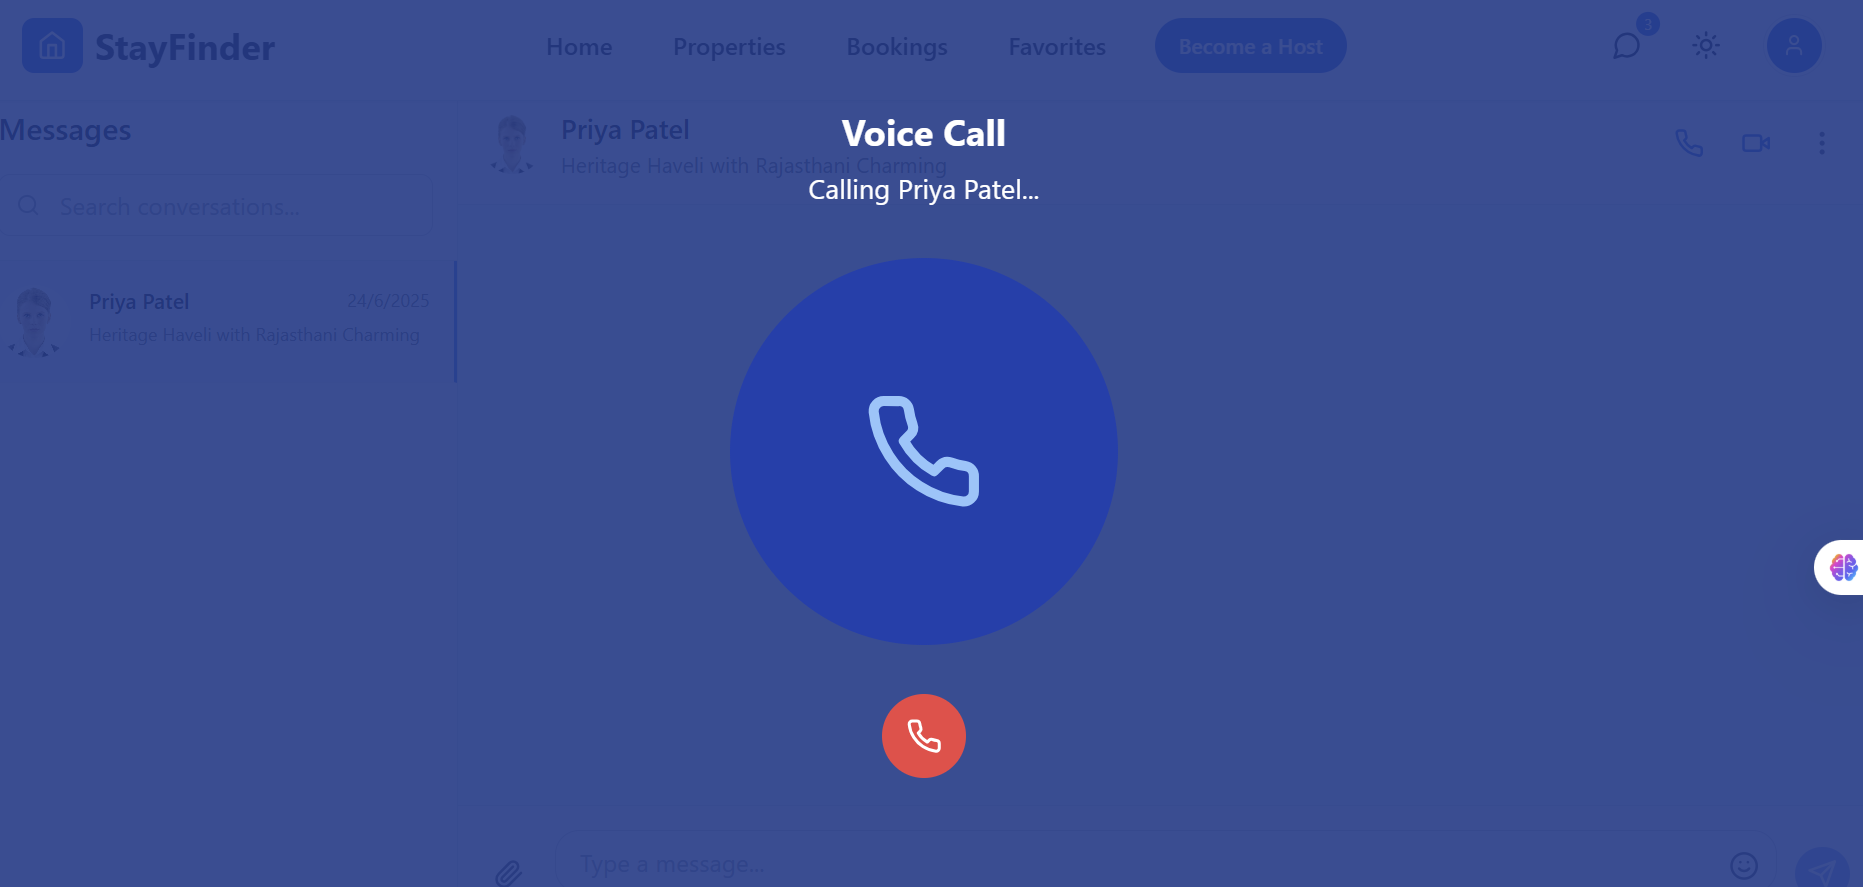 StayFinder
Home
Properties
Bookings
Favorites
Become a Host
3
Messages
Search conversations...
Priya Patel
24/6/2025
Heritage Haveli with Rajasthani Charming
Priya Patel
Heritage Haveli with Rajasthani Charming
Voice Call
Calling Priya Patel...
Type a message...